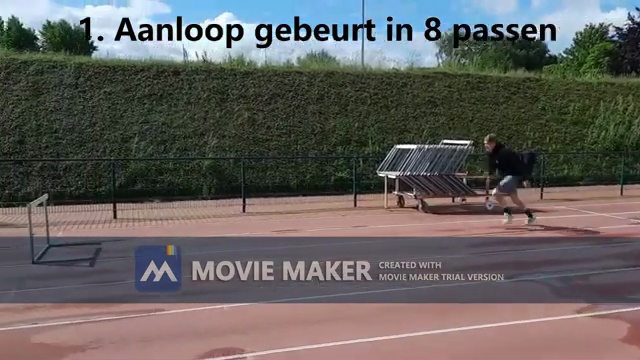 1. Aanloop gebeurt in 8 passen
MOVIE MAKER
CREATED WITH
MOVIE MAKER TRIAL VERSION